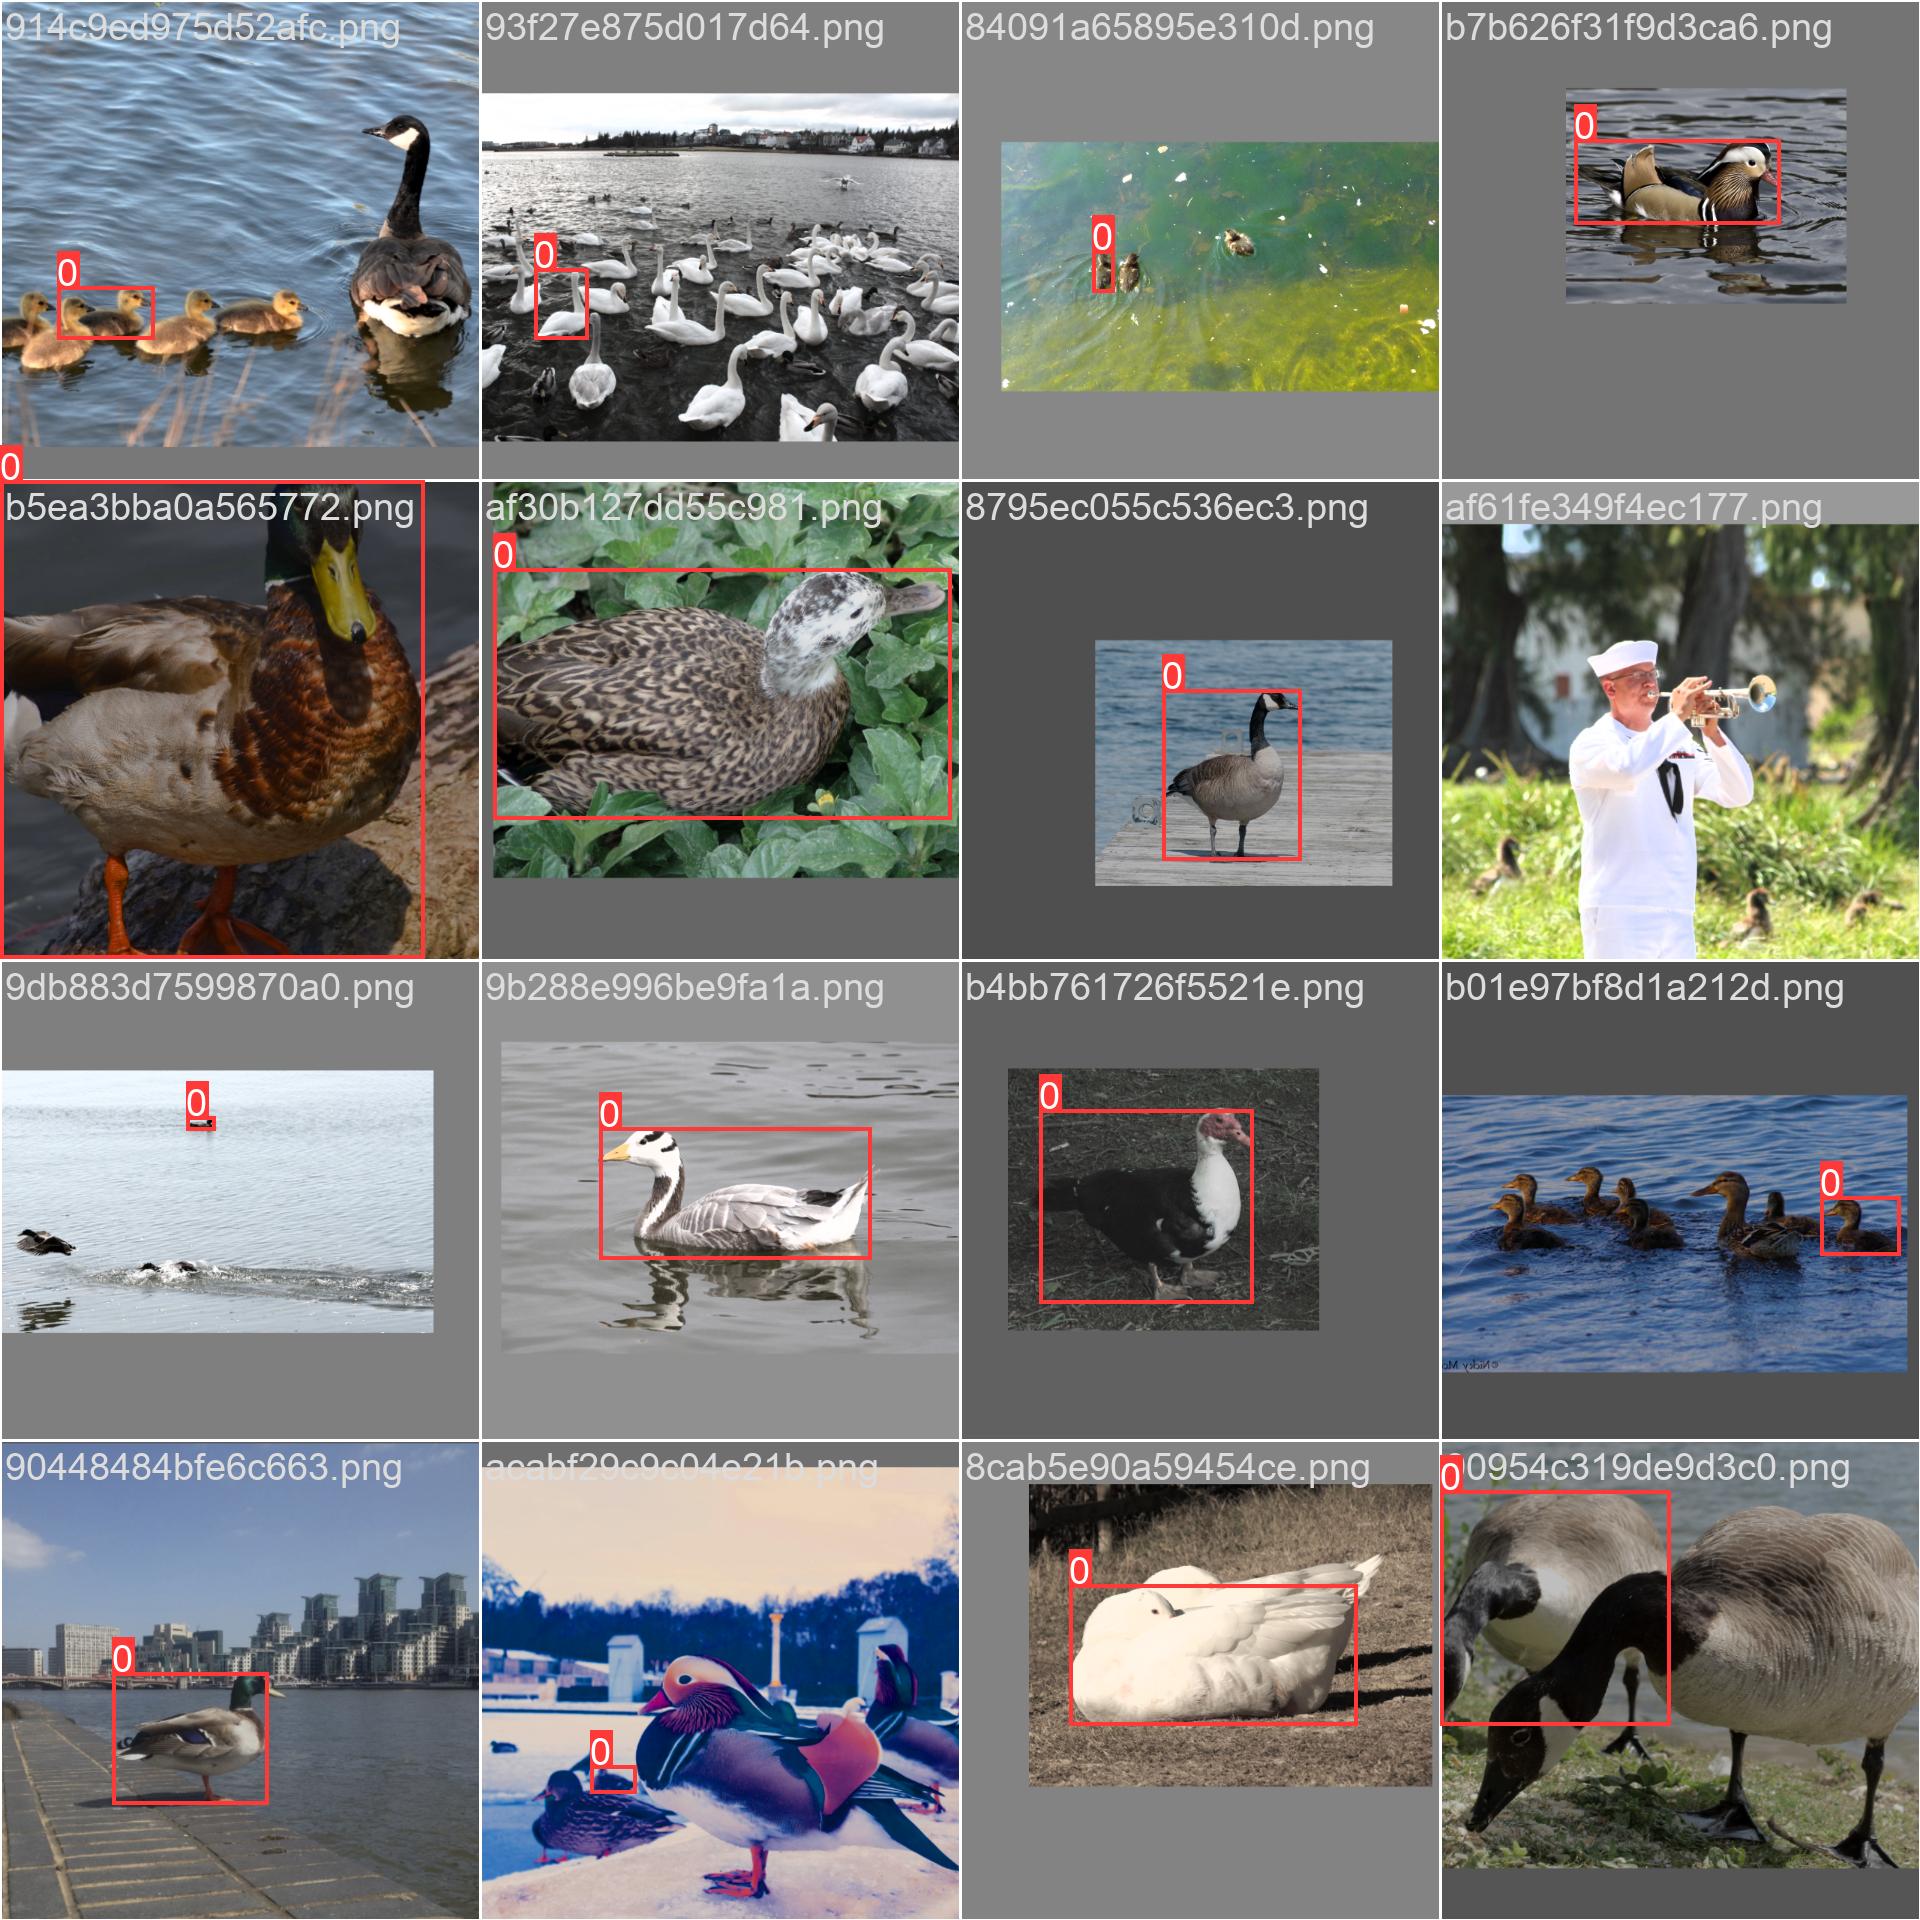 914c9ed975d52afc.png
93f27e875d017d64.png
84091a65895e310d.png
b7b626f31f9d3ca6.png
0
0
0
0
0
b5ea3bba0a565772.png
af30b127dd55c981.png
8795ec055c536ec3.png
af61fe349f4ec177.png
0
0
9db883d7599870a0.png
9b288e996be9fa1a.png
b4bb761726f5521e.png
b01e97bf8d1a212d.png
0
0
0
0
90448484bfe6c663.png
acabf29c9c04e21b.png
8cab5e90a59454ce.png
0954c319de9d3c0.png
0
0
0
0